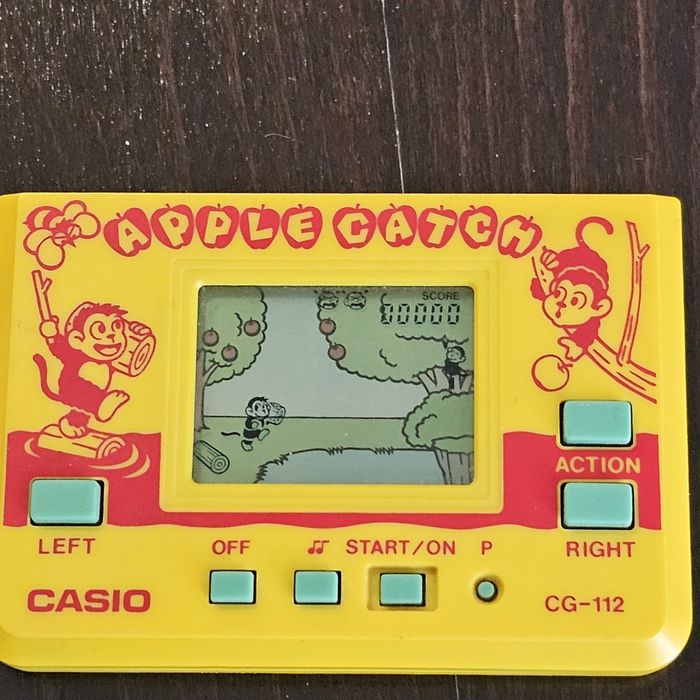 APPLE CATCH
SCORE
00000
ACTION
LEFT
OFF
START/ON
P
RIGHT
CASIO
CG-112